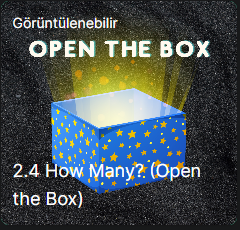 Görüntülenebilir
OPEN THE BOX
2.4 How Many? (Open
the Box)